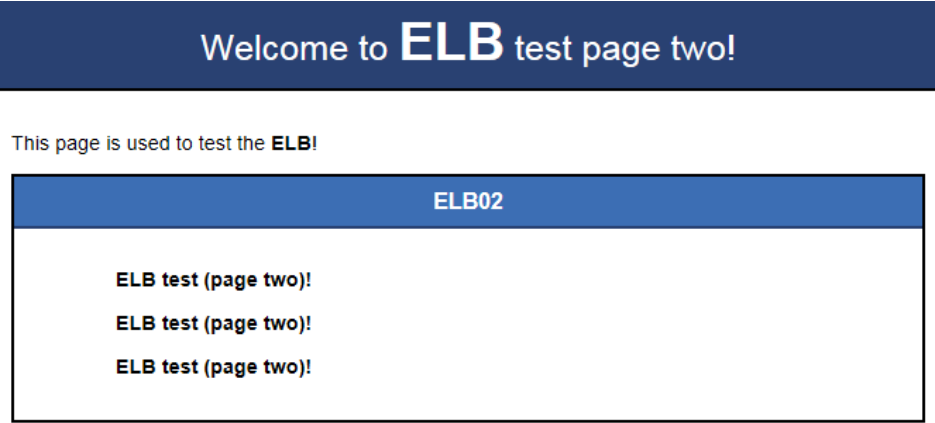 Welcome to ELB test page two!
This page is used to test the ELB!
ELB02
ELB test (page two)!
ELB test (page two)!
ELB test (page two)!